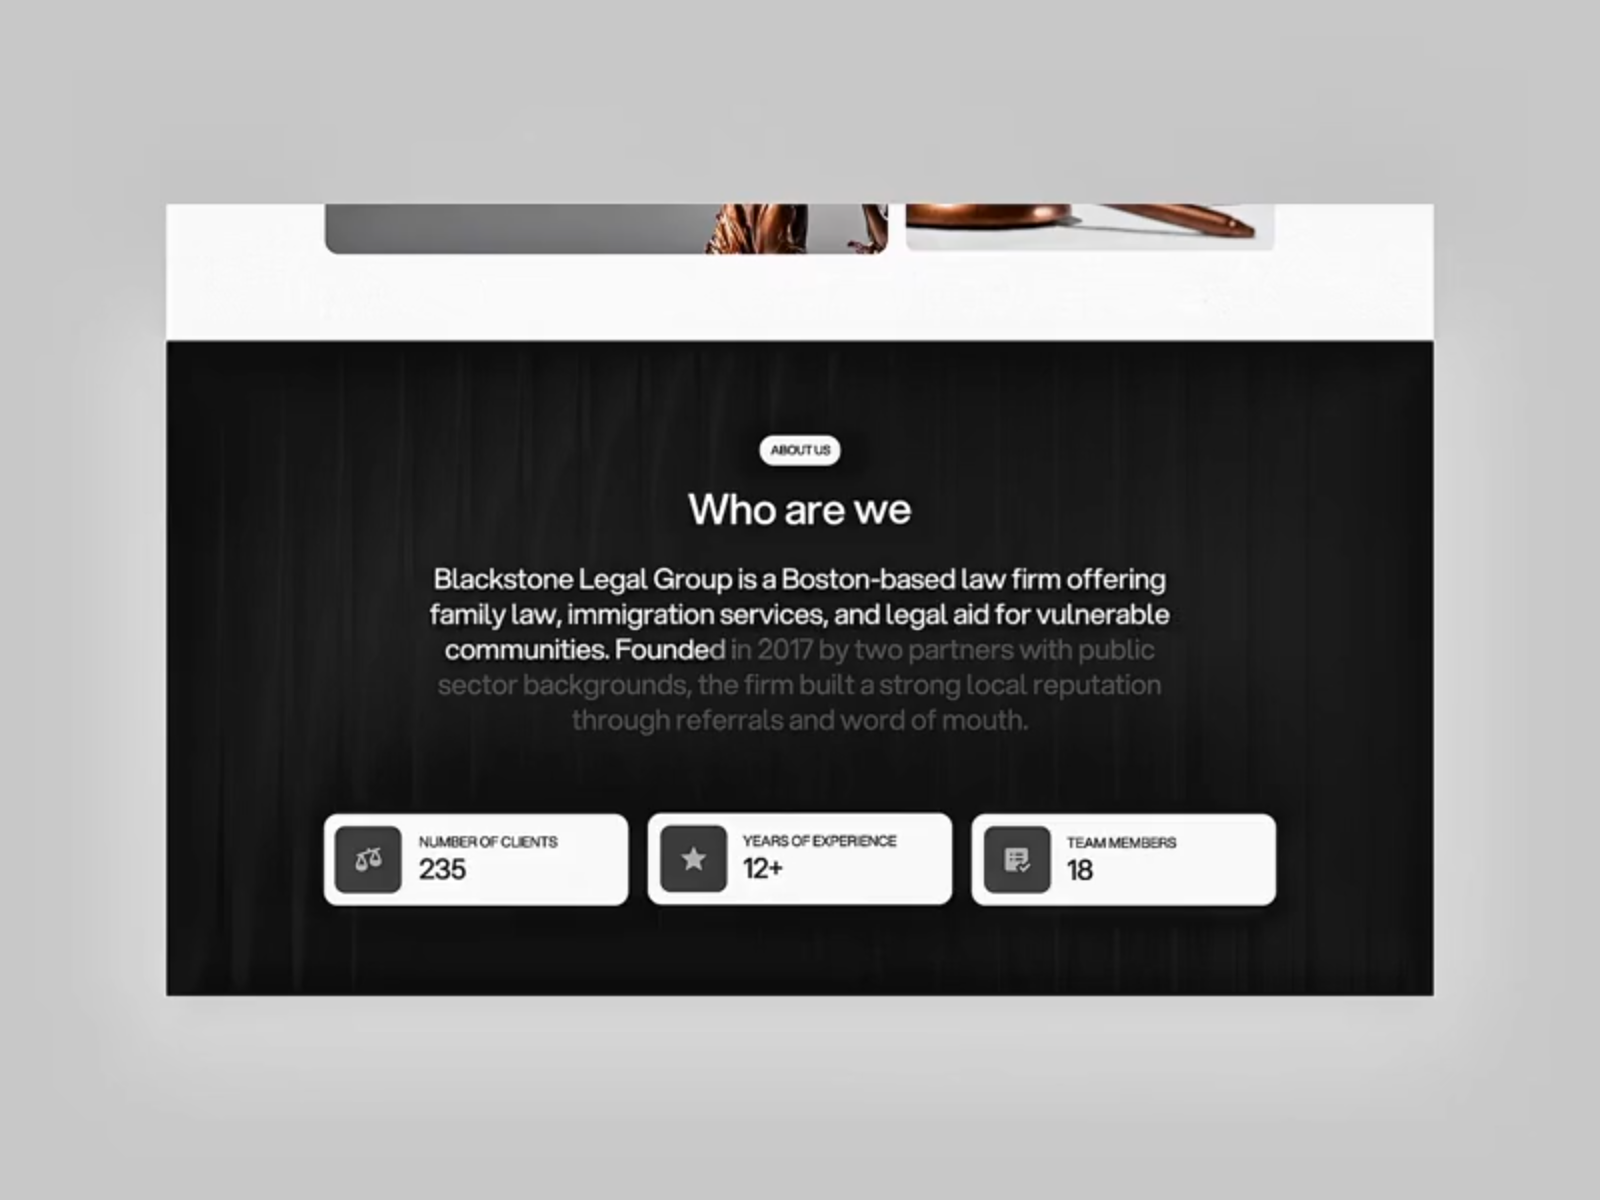 ABOUT US
Who are we
Blackstone Legal Group is a Boston-based law firm offering
family law, immigration services, and legal aid for vulnerable
communities. Founded in 2017 by two partners with public
sector backgrounds, the firm built a strong local reputation
through referrals and word of mouth.
NUMBER OF CLIENTS
235
YEARS OF EXPERIENCE
12+
TEAM MEMBERS
18